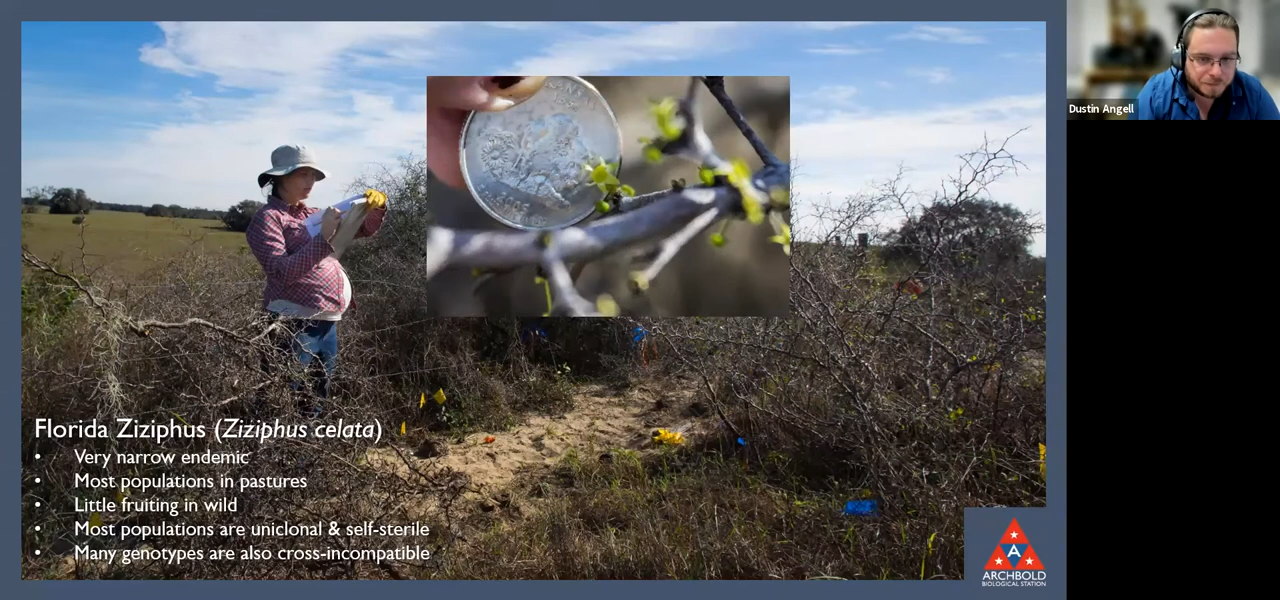 Dustin Angell
Florida Ziziphus (Ziziphus celata)
• Very narrow endemic
• Most populations in pastures
• Little fruiting in wild
• Most populations are uniclonal & self-sterile
• Many genotypes are also cross-incompatible
A
ARCHBOLD
BIOLOGICAL STATION